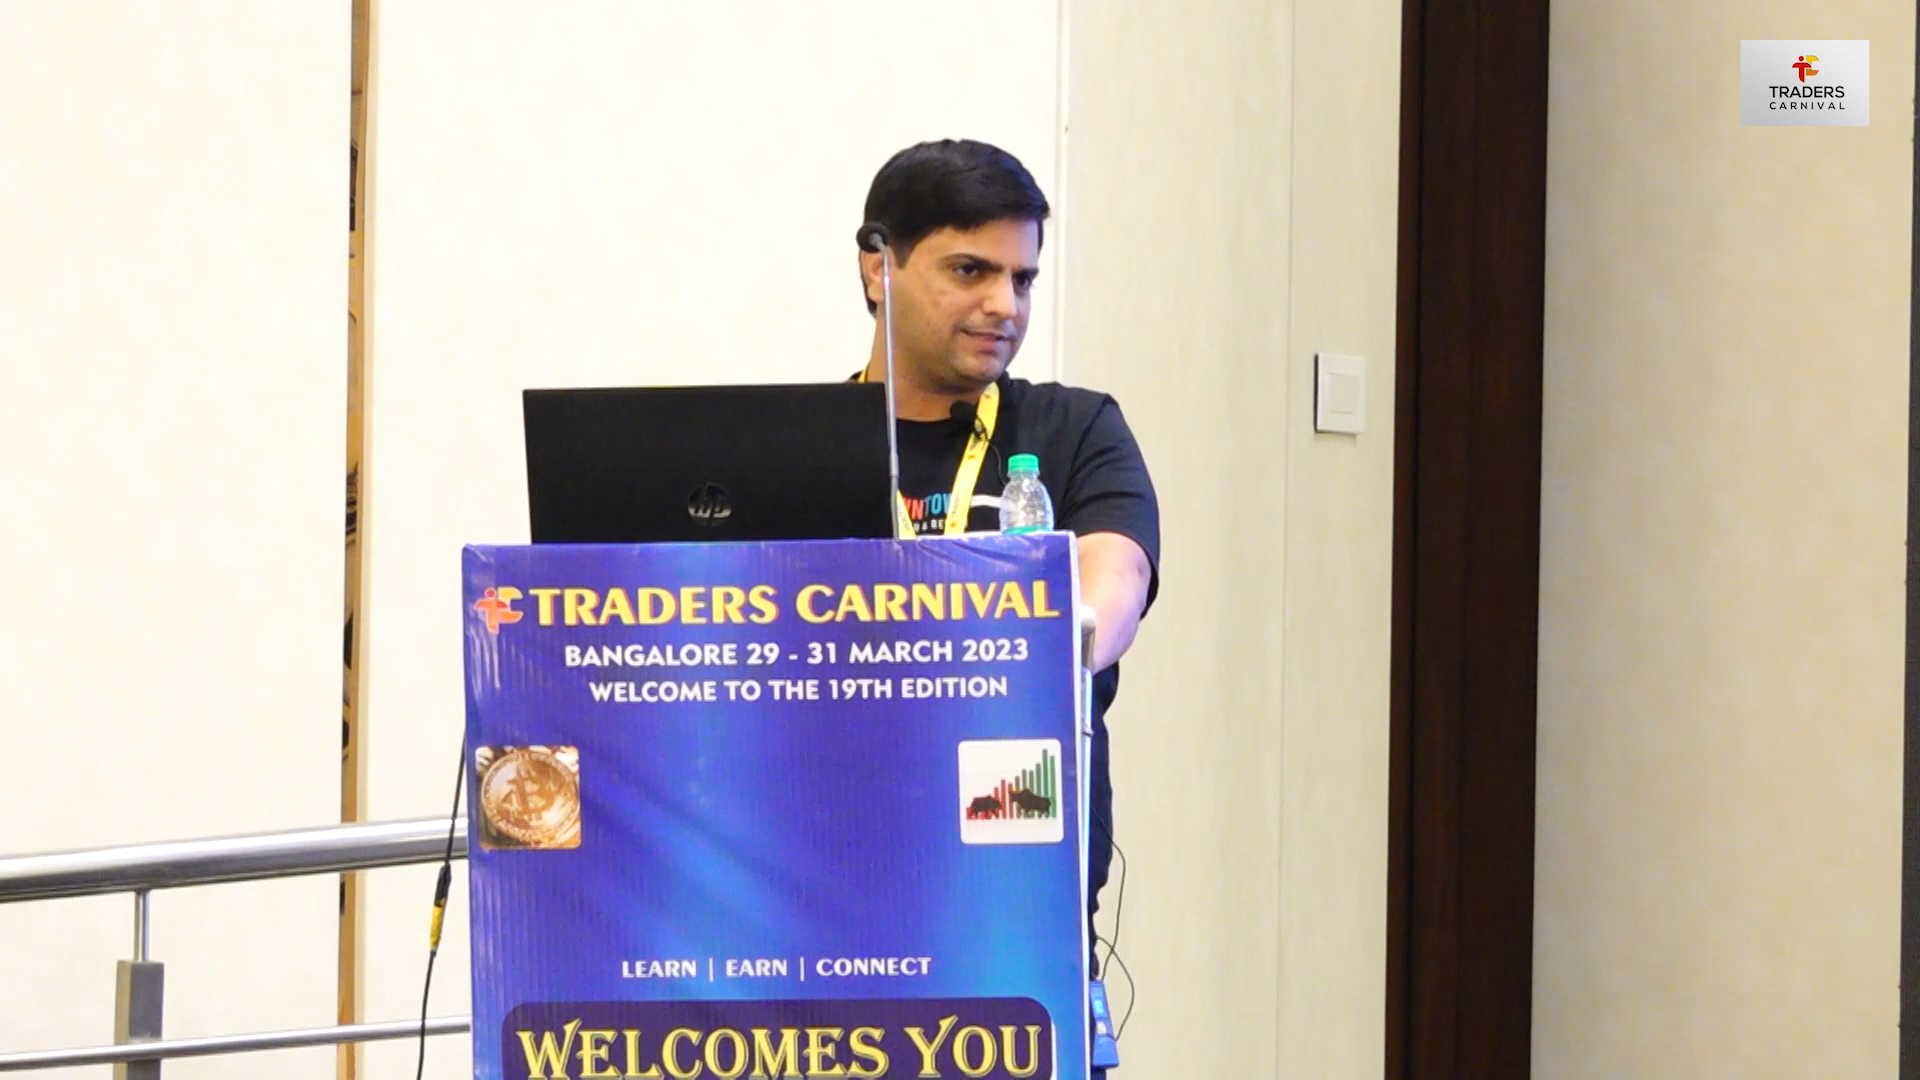 TRADERS
CARNIVAL
hp
TRADERS CARNIVAL
BANGALORE 29 - 31 MARCH 2023
WELCOME TO THE 19TH EDITION
LEARN | EARN | CONNECT
WELCOMES YOU